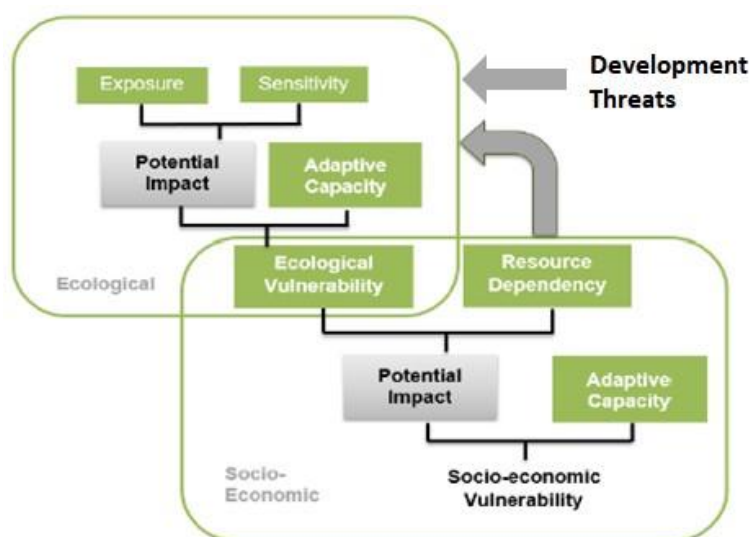 Development
Threats
Exposure
Sensitivity
Potential
Impact
Adaptive
Capacity
Ecological
Ecological
Vulnerability
Resource
Dependency
Potential
Impact
Adaptive
Capacity
Socio-
Economic
Socio-economic
Vulnerability